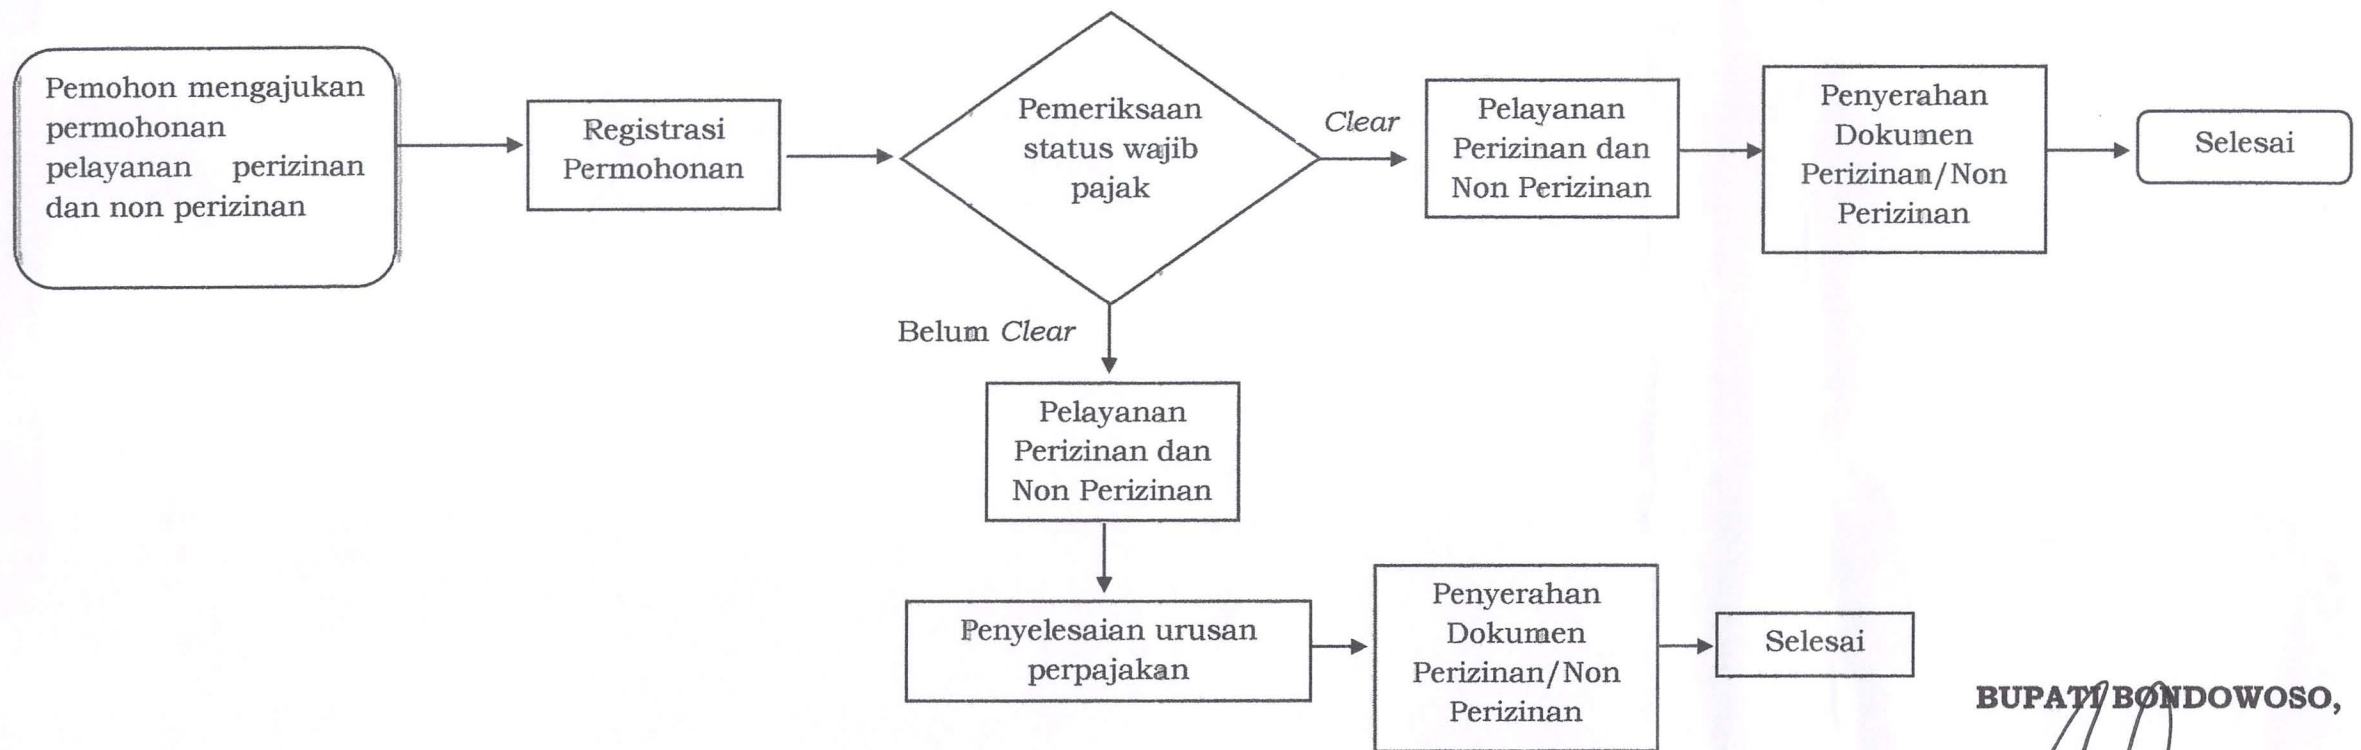 Pemohon mengajukan
permohonan
pelayanan perizinan
dan non perizinan
Registrasi
Permohonan
Pemeriksaan
status wajib
pajak
Clear
Pelayanan
Perizinan dan
Non Perizinan
Penyerahan
Dokumen
Perizinan/Non
Perizinan
Selesai
Belum Clear
Pelayanan
Perizinan dan
Non Perizinan
Penyelesaian urusan
perpajakan
Penyerahan
Dokumen
Perizinan/Non
Perizinan
Selesai
BUPATI BONDOWOSO,